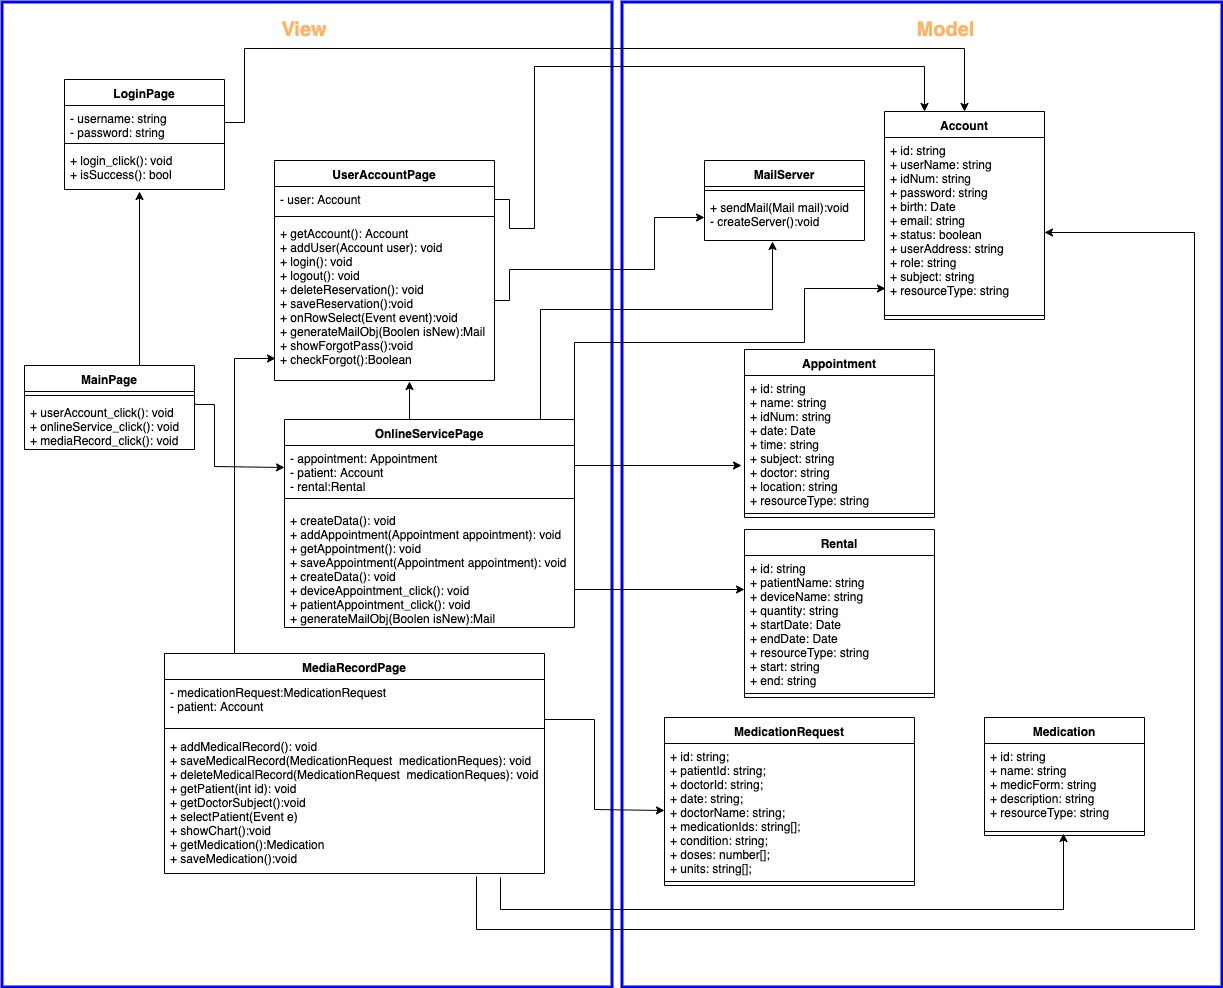 View
Model
LoginPage
- username: string
- password: string
+ login_click(): void
+ isSuccess(): bool
UserAccountPage
- user: Account
+ getAccount(): Account
+ addUser(Account user): void
+ login(): void
+ logout(): void
+ deleteReservation(): void
+ saveReservation():void
+ onRowSelect(Event event):void
+ generateMailObj(Boolen isNew):Mail
+ showForgotPass():void
+ checkForgot():Boolean
MainPage
+ userAccount_click(): void
+ onlineService_click(): void
+ mediaRecord_click(): void
OnlineServicePage
- appointment: Appointment
- patient: Account
- rental:Rental
+ createData(): void
+ addAppointment(Appointment appointment): void
+ getAppointment(): void
+ saveAppointment(Appointment appointment): void
+ createData(): void
+ deviceAppointment_click(): void
+ patientAppointment_click(): void
+ generateMailObj(Boolen isNew):Mail
MediaRecordPage
- medicationRequest:MedicationRequest
- patient: Account
+ addMedicalRecord(): void
+ saveMedicalRecord(MedicationRequest  medicationReques): void
+ deleteMedicalRecord(MedicationRequest  medicationReques): void
+ getPatient(int id): void
+ getDoctorSubject():void
+ selectPatient(Event e)
+ showChart():void
+ getMedication():Medication
+ saveMedication():void
MailServer
+ sendMail(Mail mail):void
- createServer():void
Account
+ id: string
+ userName: string
+ idNum: string
+ password: string
+ birth: Date
+ email: string
+ status: boolean
+ userAddress: string
+ role: string
+ subject: string
+ resourceType: string
Appointment
+ id: string
+ name: string
+ idNum: string
+ date: Date
+ time: string
+ subject: string
+ doctor: string
+ location: string
+ resourceType: string
Rental
+ id: string
+ patientName: string
+ deviceName: string
+ quantity: string
+ startDate: Date
+ endDate: Date
+ resourceType: string
+ start: string
+ end: string
MedicationRequest
+ id: string;
+ patientId: string;
+ doctorId: string;
+ date: string;
+ doctorName: string;
+ medicationIds: string[];
+ condition: string;
+ doses: number[];
+ units: string[];
Medication
+ id: string
+ name: string
+ medicForm: string
+ description: string
+ resourceType: string